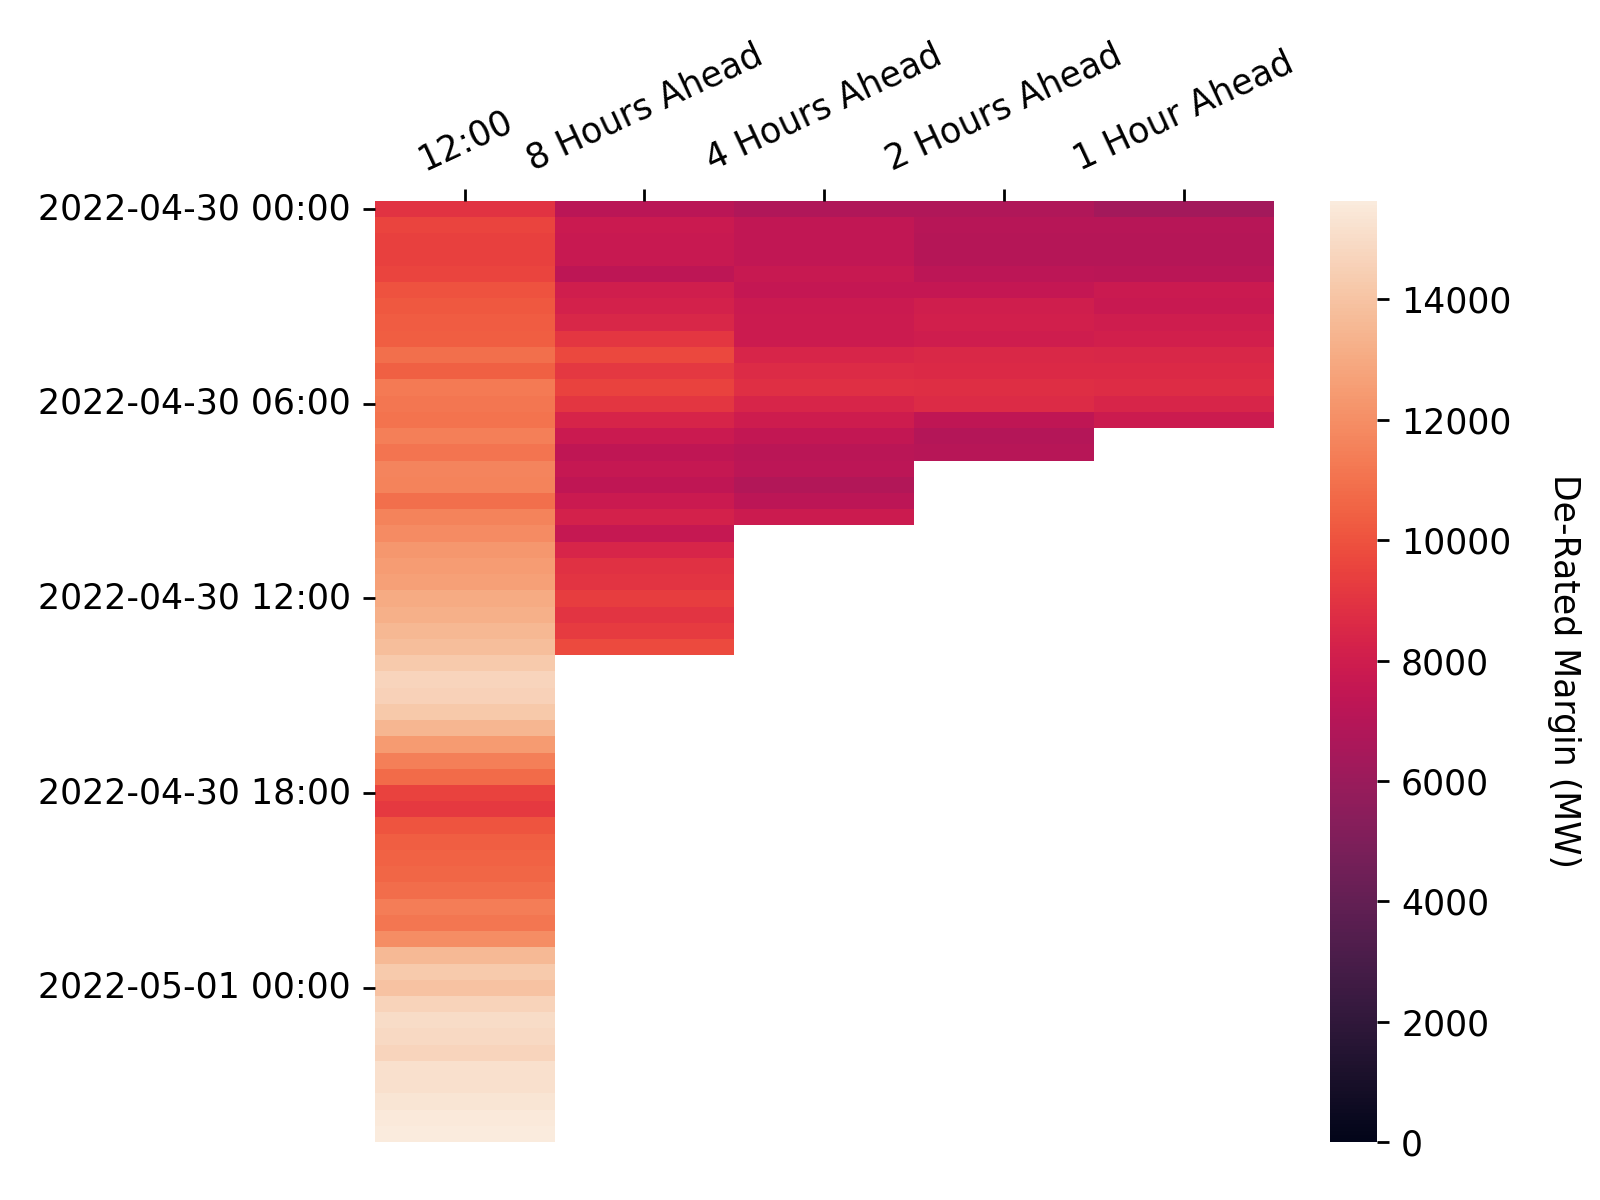 12:00
8 Hours Ahead
4 Hours Ahead
2 Hours Ahead
1 Hour Ahead
2022-04-30 00:00
2022-04-30 06:00
2022-04-30 12:00
2022-04-30 18:00
2022-05-01 00:00
14000
12000
10000
8000
6000
4000
2000
0
De-Rated Margin (MW)